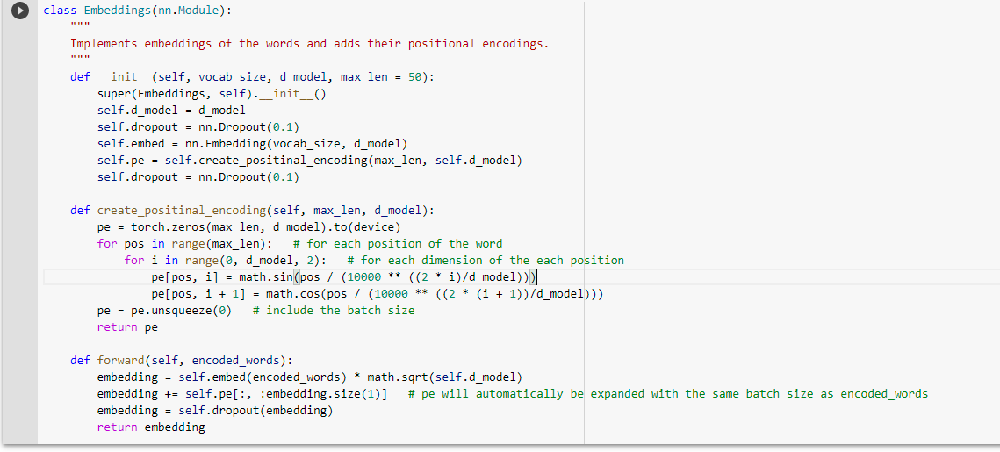 class Embeddings(nn.Module):
    """
    Implements embeddings of the words and adds their positional encodings.
    """
    def __init__(self, vocab_size, d_model, max_len = 50):
        super(Embeddings, self).__init__()
        self.d_model = d_model
        self.dropout = nn.Dropout(0.1)
        self.embed = nn.Embedding(vocab_size, d_model)
        self.pe = self.create_positinal_encoding(max_len, self.d_model)
        self.dropout = nn.Dropout(0.1)

    def create_positinal_encoding(self, max_len, d_model):
        pe = torch.zeros(max_len, d_model).to(device)
        for pos in range(max_len):   # for each position of the word
            for i in range(0, d_model, 2):   # for each dimension of the each position
                pe[pos, i] = math.sin(pos / (10000 ** ((2 * i)/d_model)))
                pe[pos, i + 1] = math.cos(pos / (10000 ** ((2 * (i + 1))/d_model)))
        pe = pe.unsqueeze(0)   # include the batch size
        return pe

    def forward(self, encoded_words):
        embedding = self.embed(encoded_words) * math.sqrt(self.d_model)
        embedding += self.pe[:, :embedding.size(1)]   # pe will automatically be expanded with the same batch size as encoded_words
        embedding = self.dropout(embedding)
        return embedding